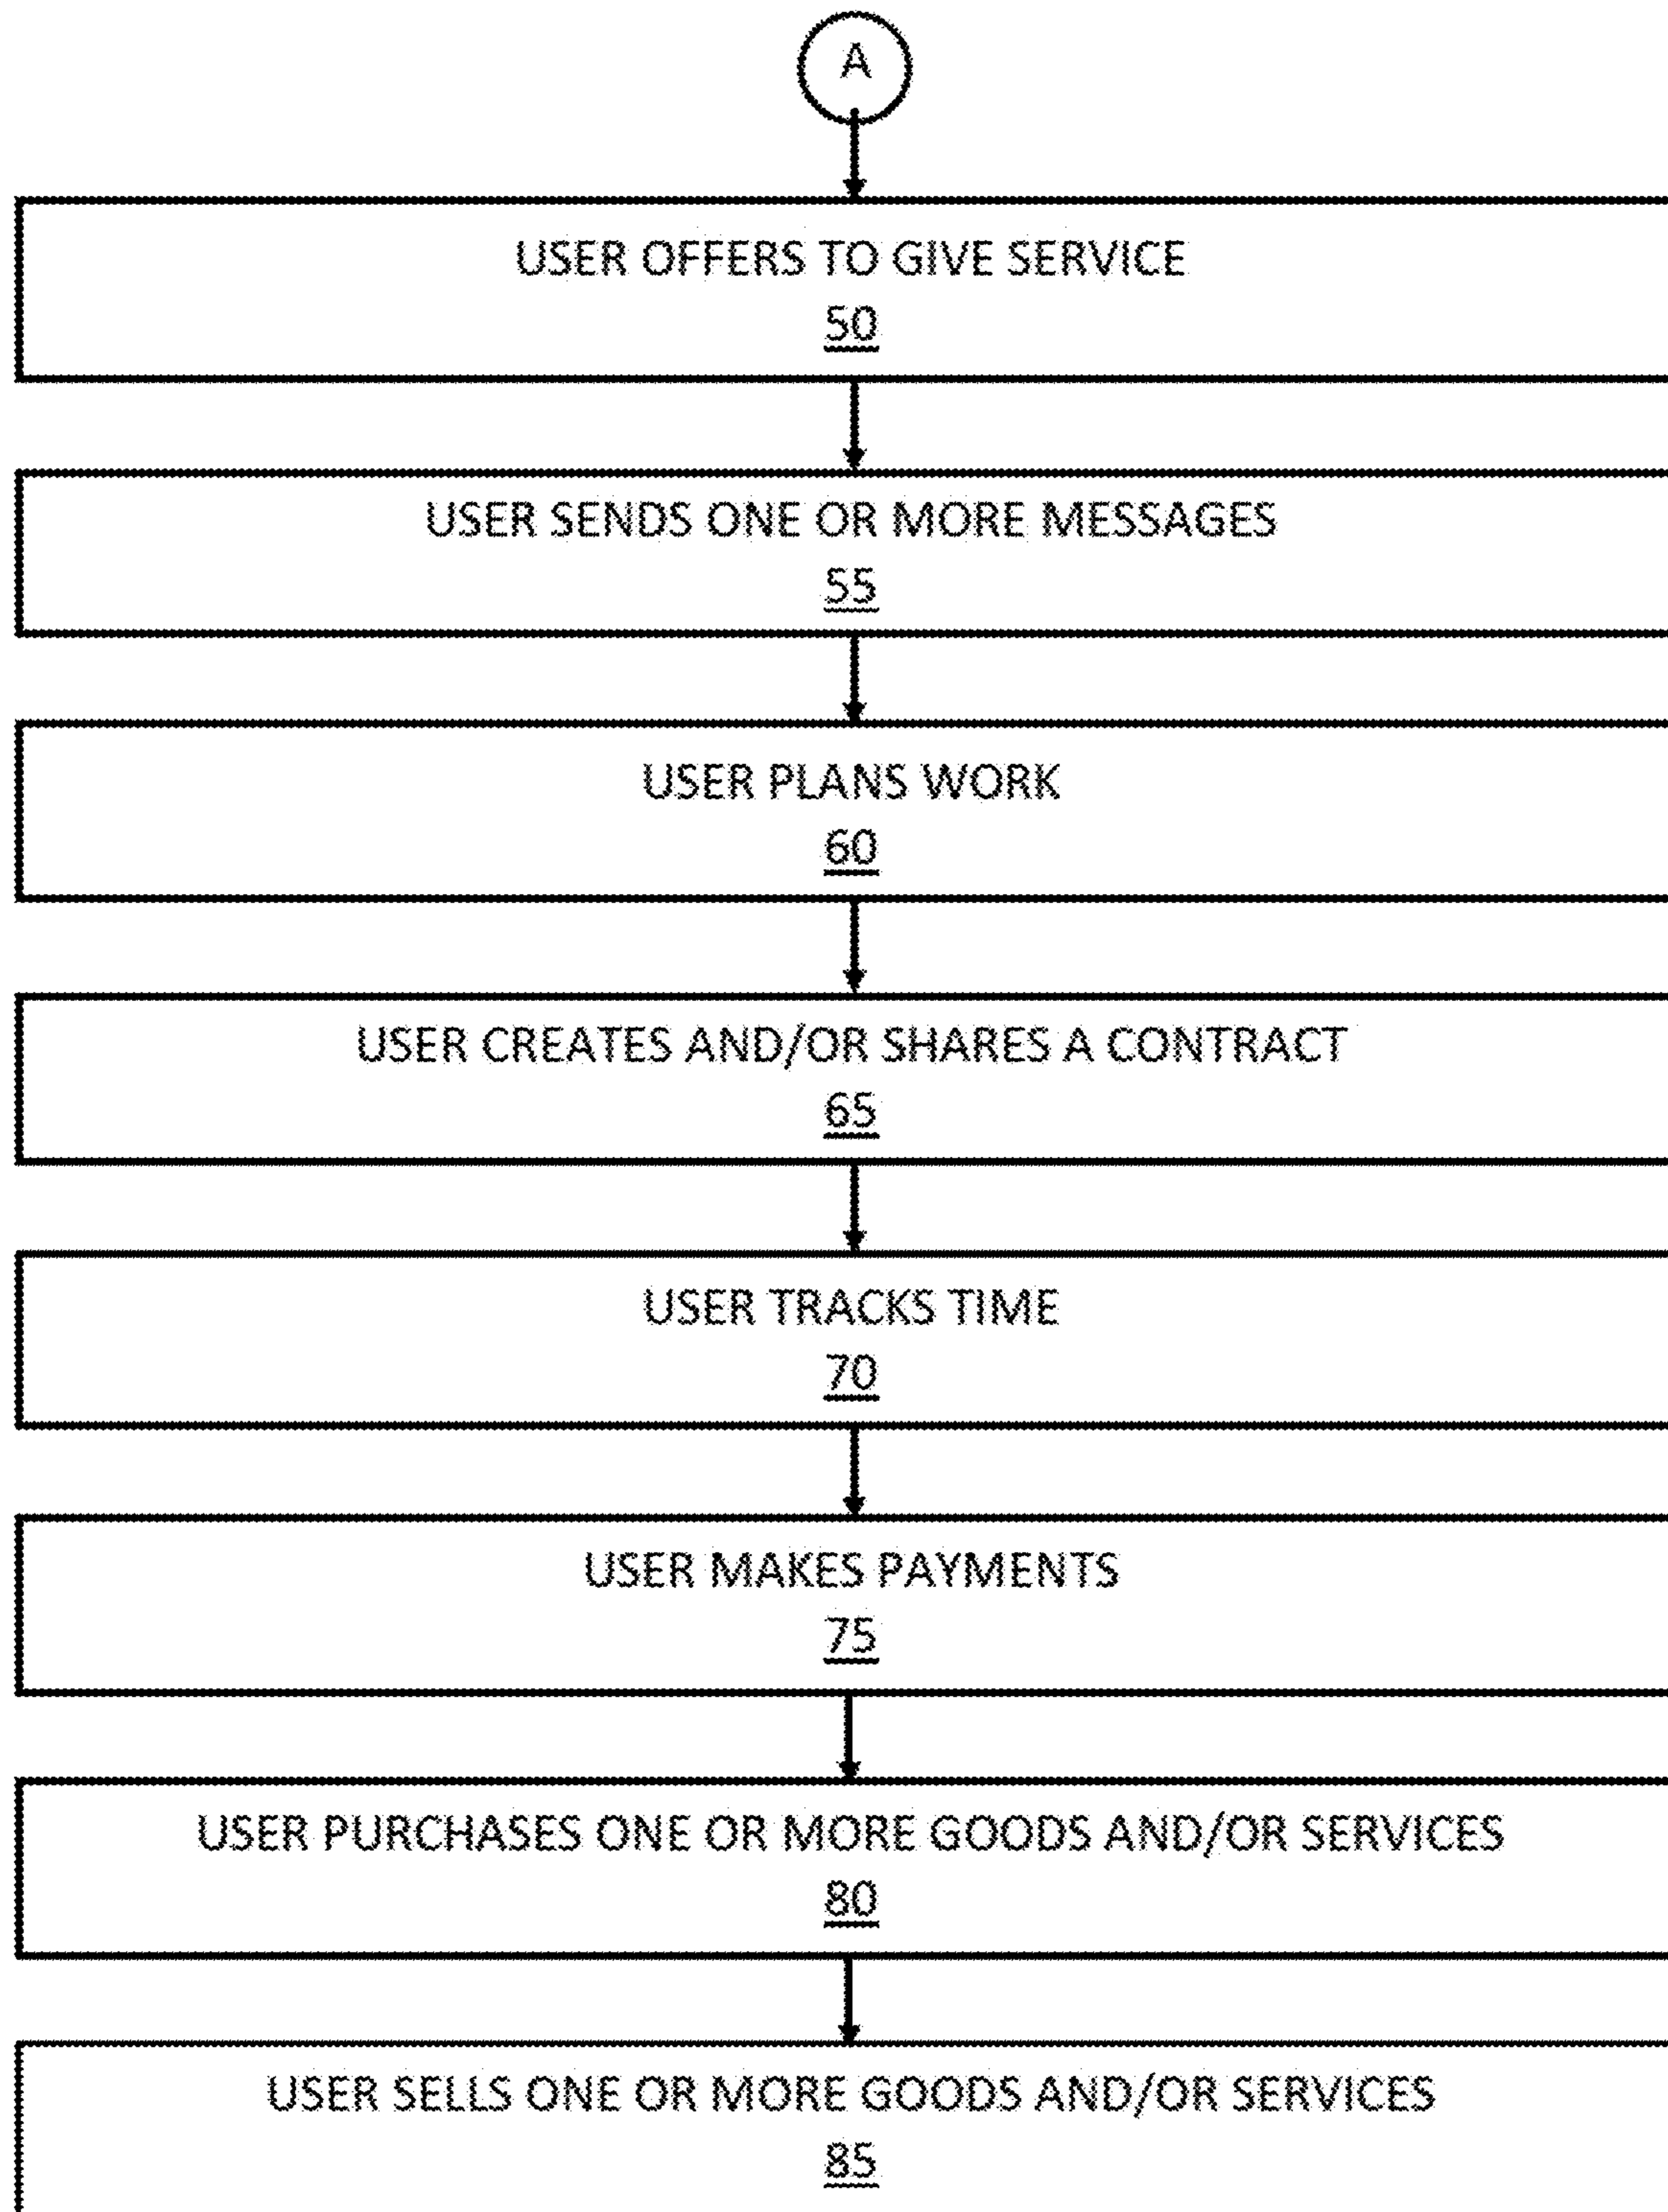 A
USER OFFERS TO GIVE SERVICE
50
USER SENDS ONE OR MORE MESSAGES
55
USER PLANS WORK
60
USER CREATES AND/OR SHARES A CONTRACT
65
USER TRACKS TIME
70
USER MAKES PAYMENTS
75
USER PURCHASES ONE OR MORE GOODS AND/OR SERVICES
80
USER SELLS ONE OR MORE GOODS AND/OR SERVICES
85